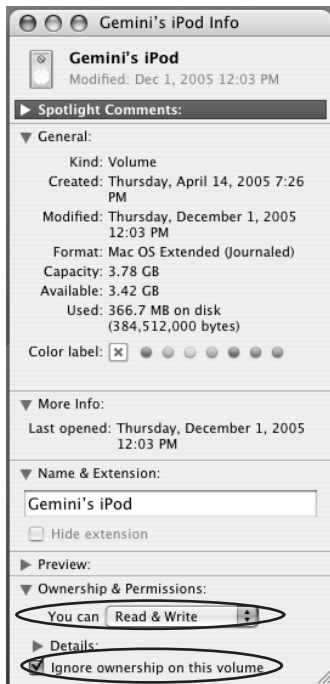 Gemini's iPod Info
Gemini's iPod
Modified: Dec 1, 2005 12:03 PM
Spotlight Comments:
General:
Kind: Volume
Created: Thursday, April 14, 2005 7:26
PM
Modified: Thursday, December 1, 2005
12:03 PM
Format: Mac OS Extended (Journaled)
Capacity: 3.78 GB
Available: 3.42 GB
Used: 366.7 MB on disk
(384,512,000 bytes)
Color label:
More Info:
Last opened: Thursday, December 1, 2005
12:03 PM
Name & Extension:
Gemini's iPod
Hide extension
Preview:
Ownership & Permissions:
You can Read & Write
Details:
Ignore ownership on this volume